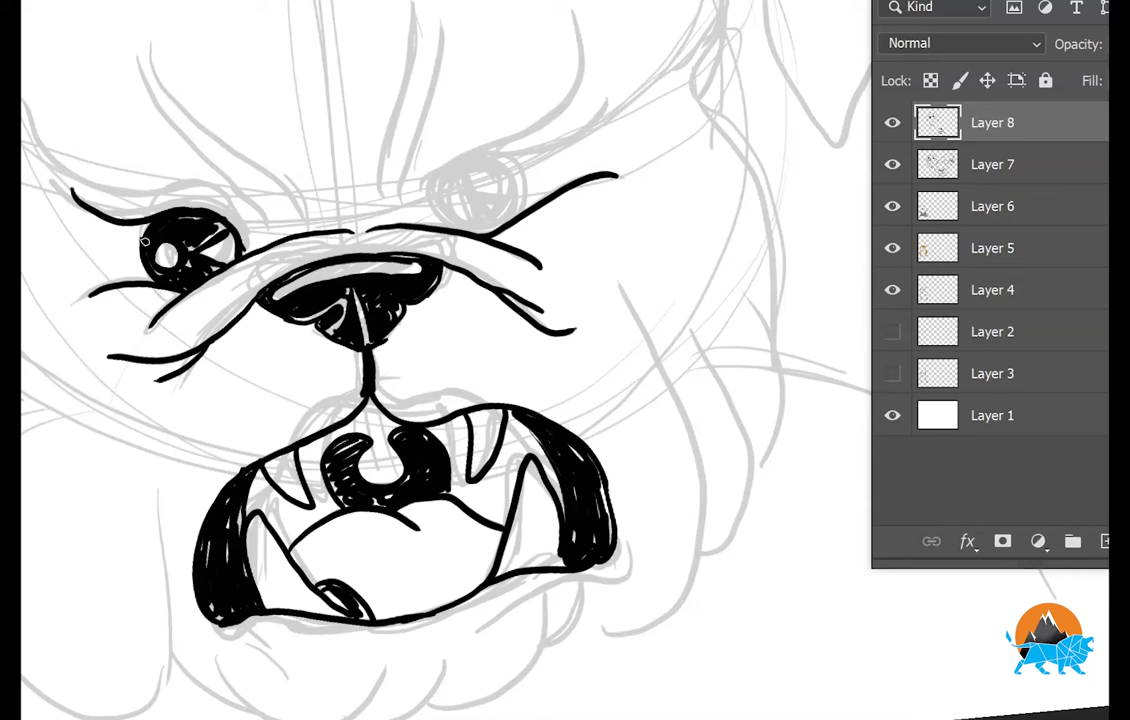 Kind
Normal
Opacity:
Lock:
Fill:
Layer 8
Layer 7
Layer 6
Layer 5
Layer 4
Layer 2
Layer 3
Layer 1
fx